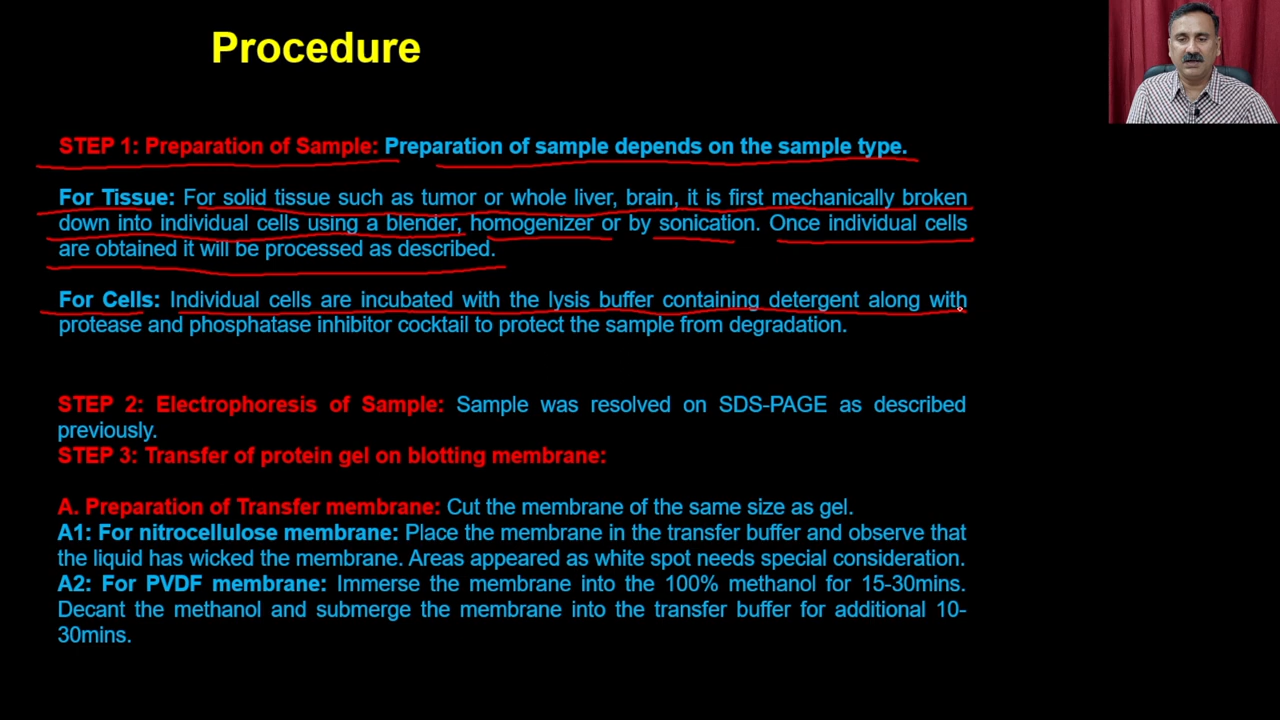 Procedure
STEP 1: Preparation of Sample: Preparation of sample depends on the sample type.
For Tissue: For solid tissue such as tumor or whole liver, brain, it is first mechanically broken
down into individual cells using a blender, homogenizer or by sonication. Once individual cells
are obtained it will be processed as described.
For Cells: Individual cells are incubated with the lysis buffer containing detergent along with
protease and phosphatase inhibitor cocktail to protect the sample from degradation.
STEP 2: Electrophoresis of Sample: Sample was resolved on SDS-PAGE as described
previously.
STEP 3: Transfer of protein gel on blotting membrane:
A. Preparation of Transfer membrane: Cut the membrane of the same size as gel.
A1: For nitrocellulose membrane: Place the membrane in the transfer buffer and observe that
the liquid has wicked the membrane. Areas appeared as white spot needs special consideration.
A2: For PVDF membrane: Immerse the membrane into the 100% methanol for 15-30mins.
Decant the methanol and submerge the membrane into the transfer buffer for additional 10-
30mins.